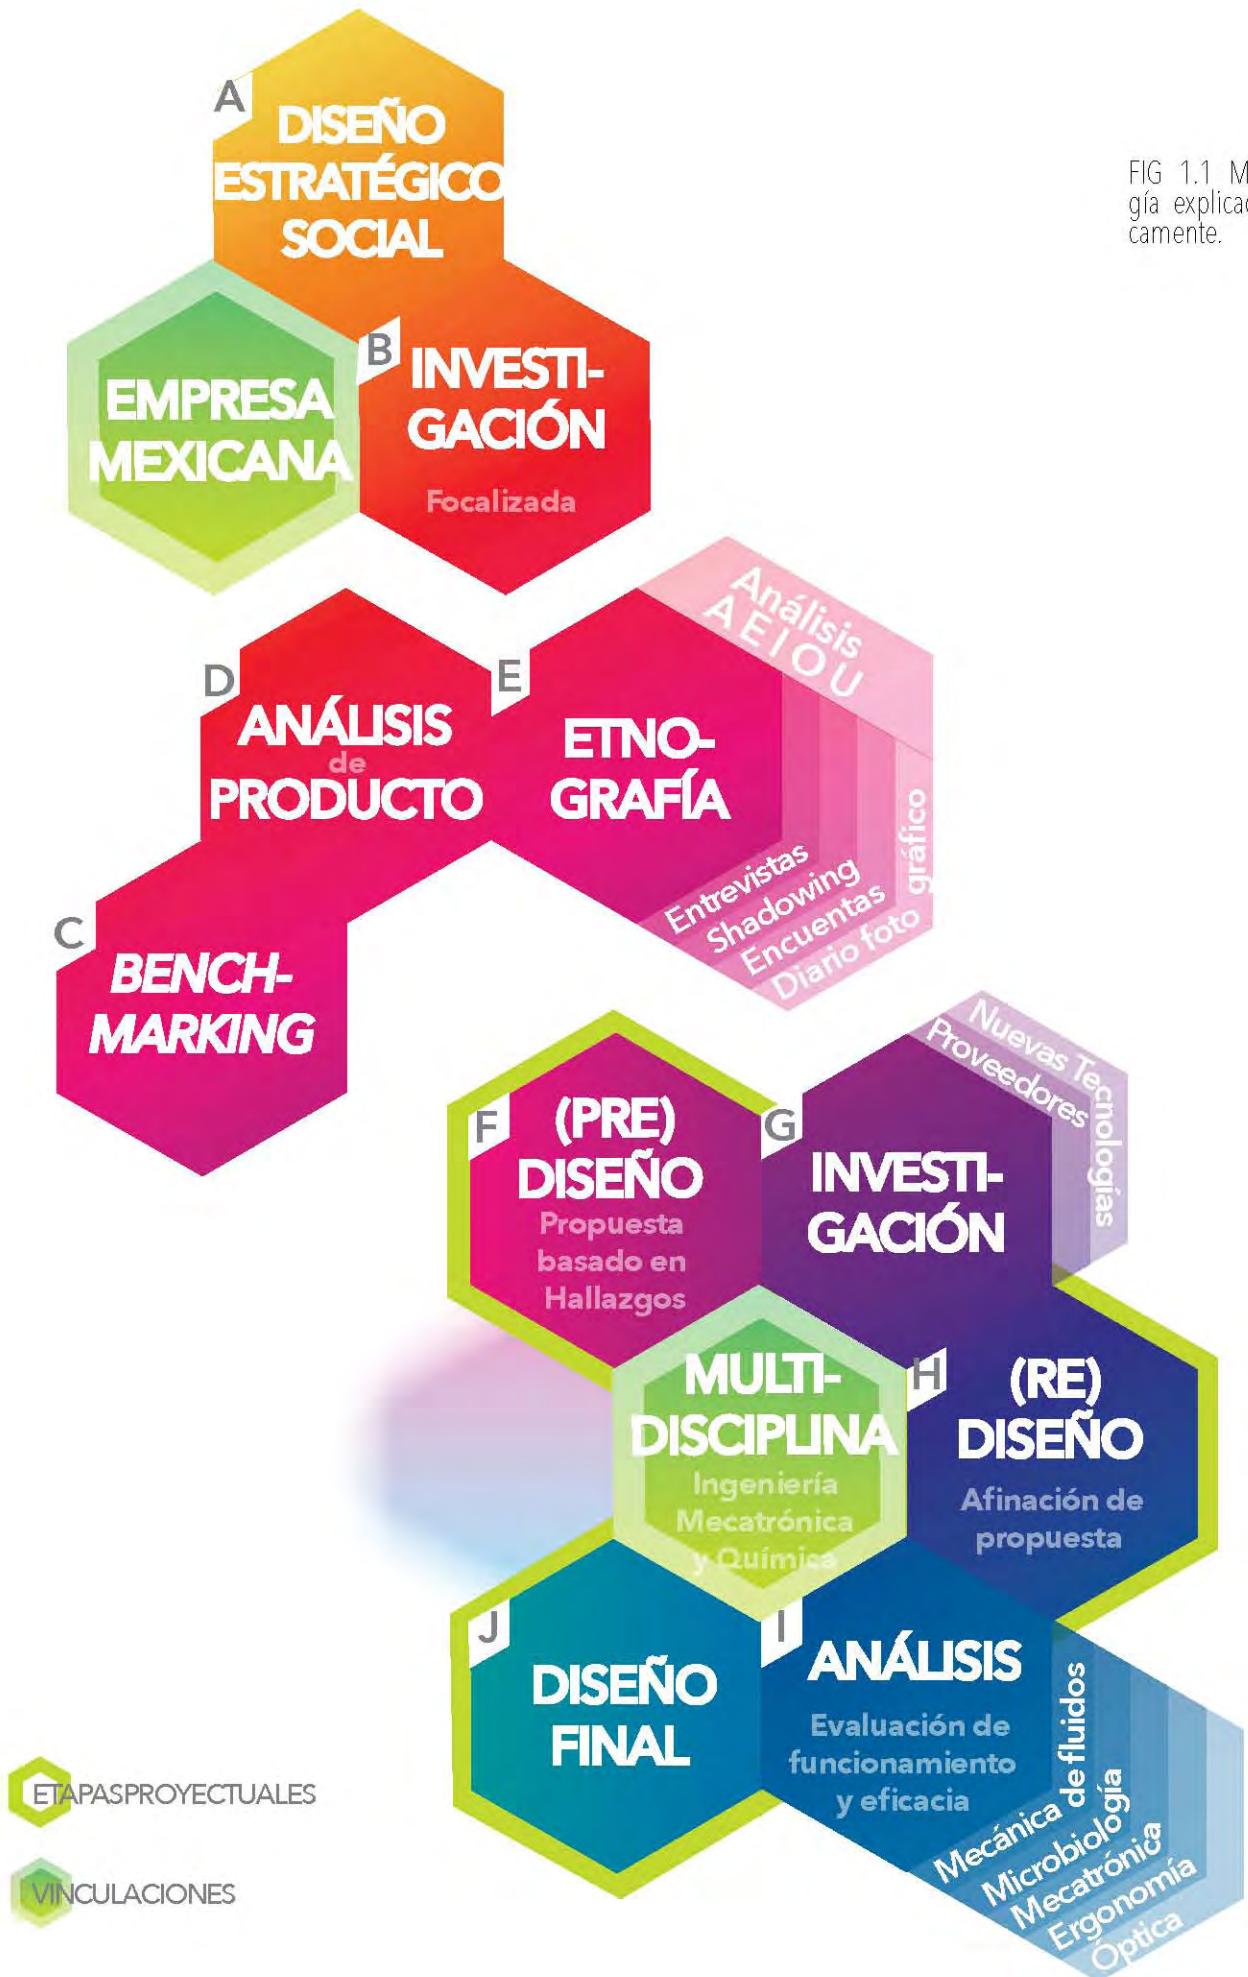 A
DISEÑO
ESTRATÉGICO
SOCIAL
FIG 1.1 M
gía explicad
camente.
EMPRESA
MEXICANA
B
INVESTI-
GACIÓN
Focalizada
D
ANÁLISIS
de
PRODUCTO
E
ETNO-
GRAFÍA
Análisis
AEIOU
Entrevistas
Shadowing
Encuentas
Diario fotográfico
C
BENCH-
MARKING
F
(PRE)
DISEÑO
Propuesta
basado en
Hallazgos
G
INVESTI-
GACIÓN
Nuevas Tecnologías
Proveedores
MULTI-
DISCIPLINA
Ingeniería
Mecatrónica
y Química
H
(RE)
DISEÑO
Afinación de
propuesta
J
DISEÑO
FINAL
I
ANÁLISIS
Evaluación de
funcionamiento
y eficacia
Mecánica de fluidos
Microbiología
Mecatrónica
Ergonomía
Óptica
ETAPASPROYECTUALES
VINCULACIONES